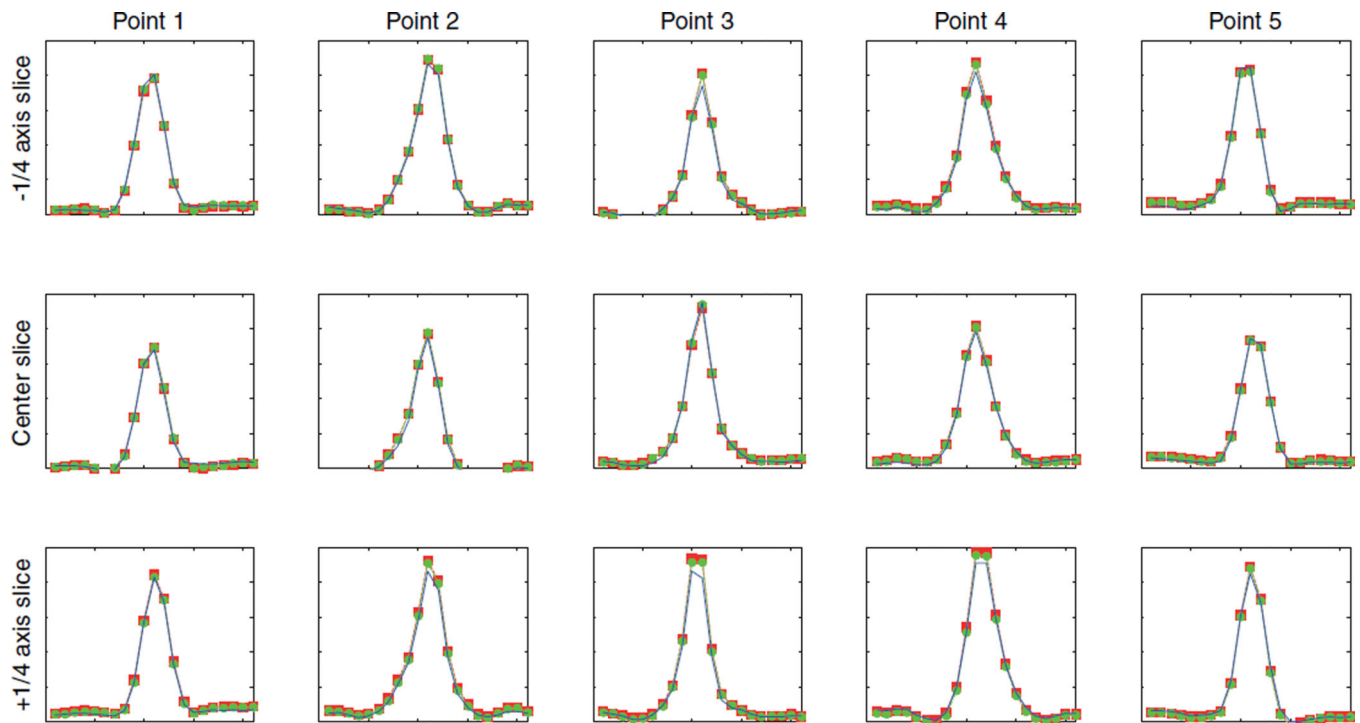 Point 1
Point 2
Point 3
Point 4
Point 5
-1/4 axis slice
Center slice
+1/4 axis slice